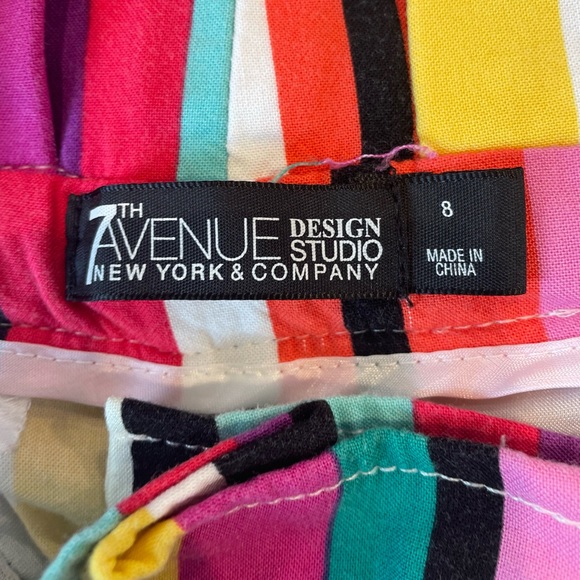 7TH AVENUE DESIGN STUDIO
NEW YORK & COMPANY
8
MADE IN
CHINA